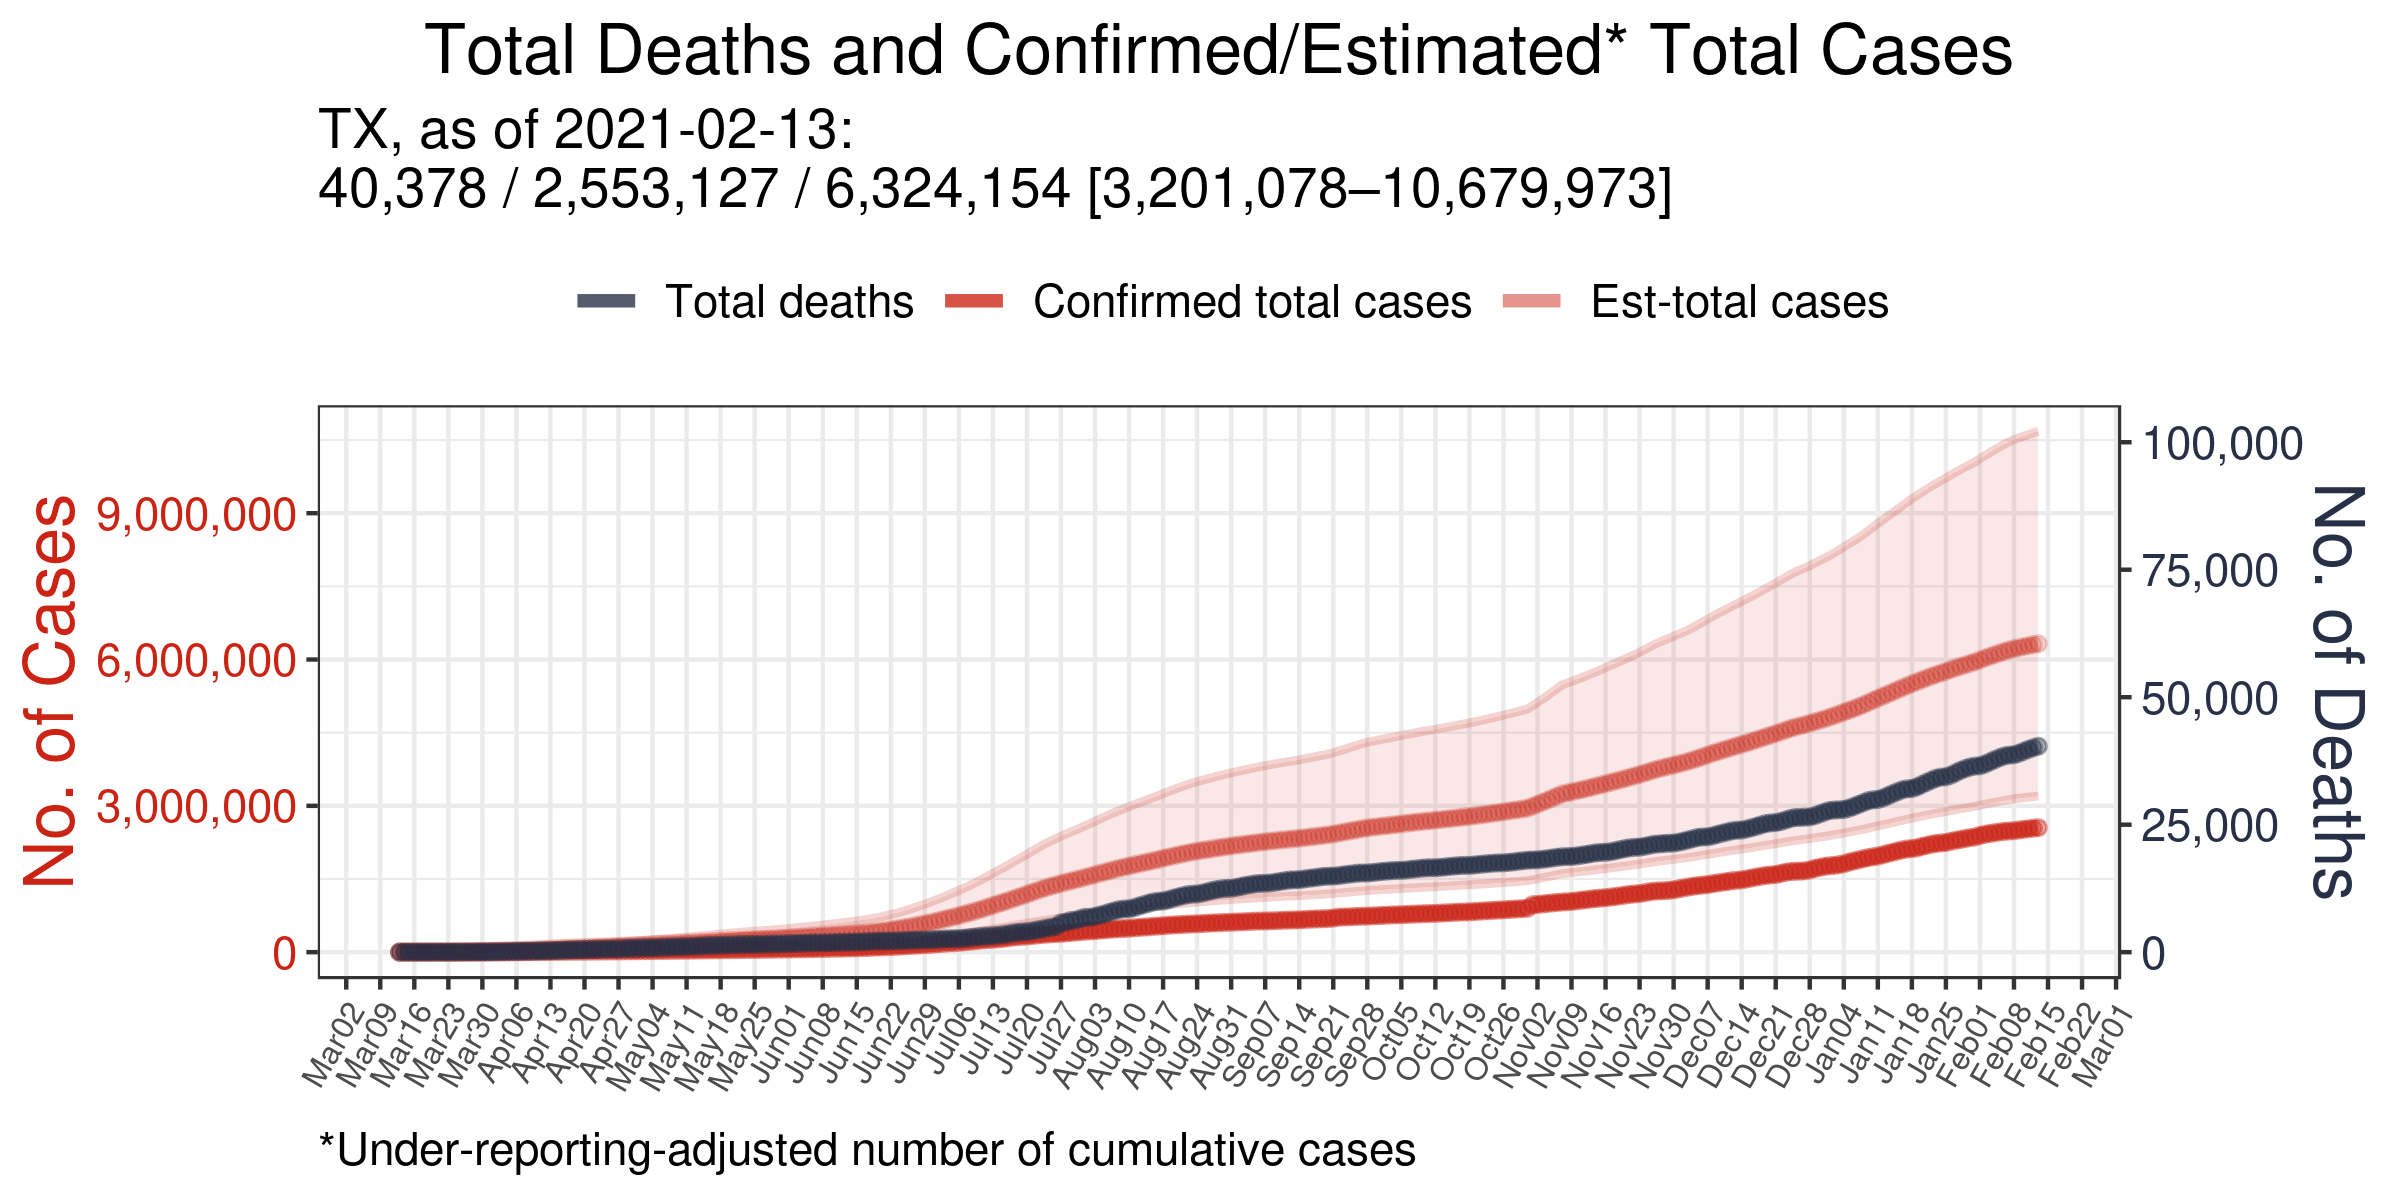 Total Deaths and Confirmed/Estimated* Total Cases
TX, as of 2021-02-13:
40,378 / 2,553,127 / 6,324,154 [3,201,078–10,679,973]
Total deaths
Confirmed total cases
Est-total cases
No. of Cases
9,000,000
6,000,000
3,000,000
0
100,000
75,000
50,000
25,000
0
No. of Deaths
Mar02
Mar09
Mar16
Mar23
Mar30
Apr06
Apr13
Apr20
Apr27
May04
May11
May18
May25
Jun01
Jun08
Jun15
Jun22
Jun29
Jul06
Jul13
Jul20
Jul27
Aug03
Aug10
Aug17
Aug24
Aug31
Sep07
Sep14
Sep21
Sep28
Oct05
Oct12
Oct19
Oct26
Nov02
Nov09
Nov16
Nov23
Nov30
Dec07
Dec14
Dec21
Dec28
Jan04
Jan11
Jan18
Jan25
Feb01
Feb08
Feb15
Feb22
Mar01
*Under-reporting-adjusted number of cumulative cases